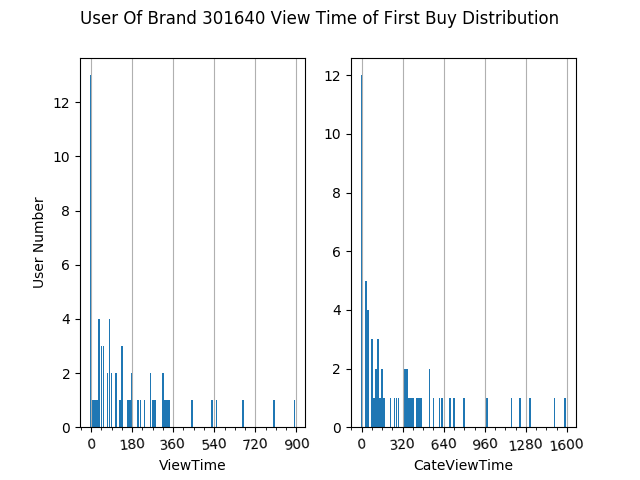 User Of Brand 301640 View Time of First Buy Distribution
User Number
12
10
8
6
4
2
0
0 180 360 540 720 900
ViewTime
12
10
8
6
4
2
0
0 320 640 960 1280 1600
CateViewTime